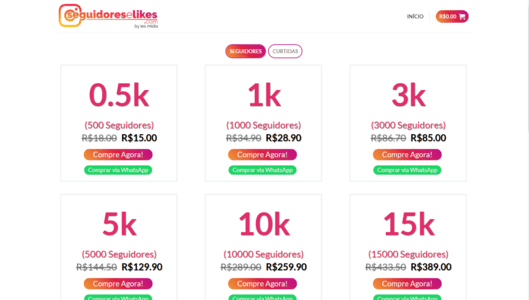 seguidoreselikes
.com
by em mídia
INÍCIO
R$0.00
SEGUIDORES
CURTIDAS
0.5k
(500 Seguidores)
R$18.00 R$15.00
Compre Agora!
Comprar via WhatsApp
1k
(1000 Seguidores)
R$34.90 R$28.90
Compre Agora!
Comprar via WhatsApp
3k
(3000 Seguidores)
R$86.70 R$85.00
Compre Agora!
Comprar via WhatsApp
5k
(5000 Seguidores)
R$144.50 R$129.90
Compre Agora!
Comprar via WhatsApp
10k
(10000 Seguidores)
R$289.00 R$259.90
Compre Agora!
Comprar via WhatsApp
15k
(15000 Seguidores)
R$433.50 R$389.00
Compre Agora!
Comprar via WhatsApp